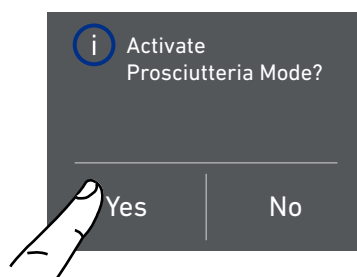 i
Activate
Prosciutteria Mode?
Yes No